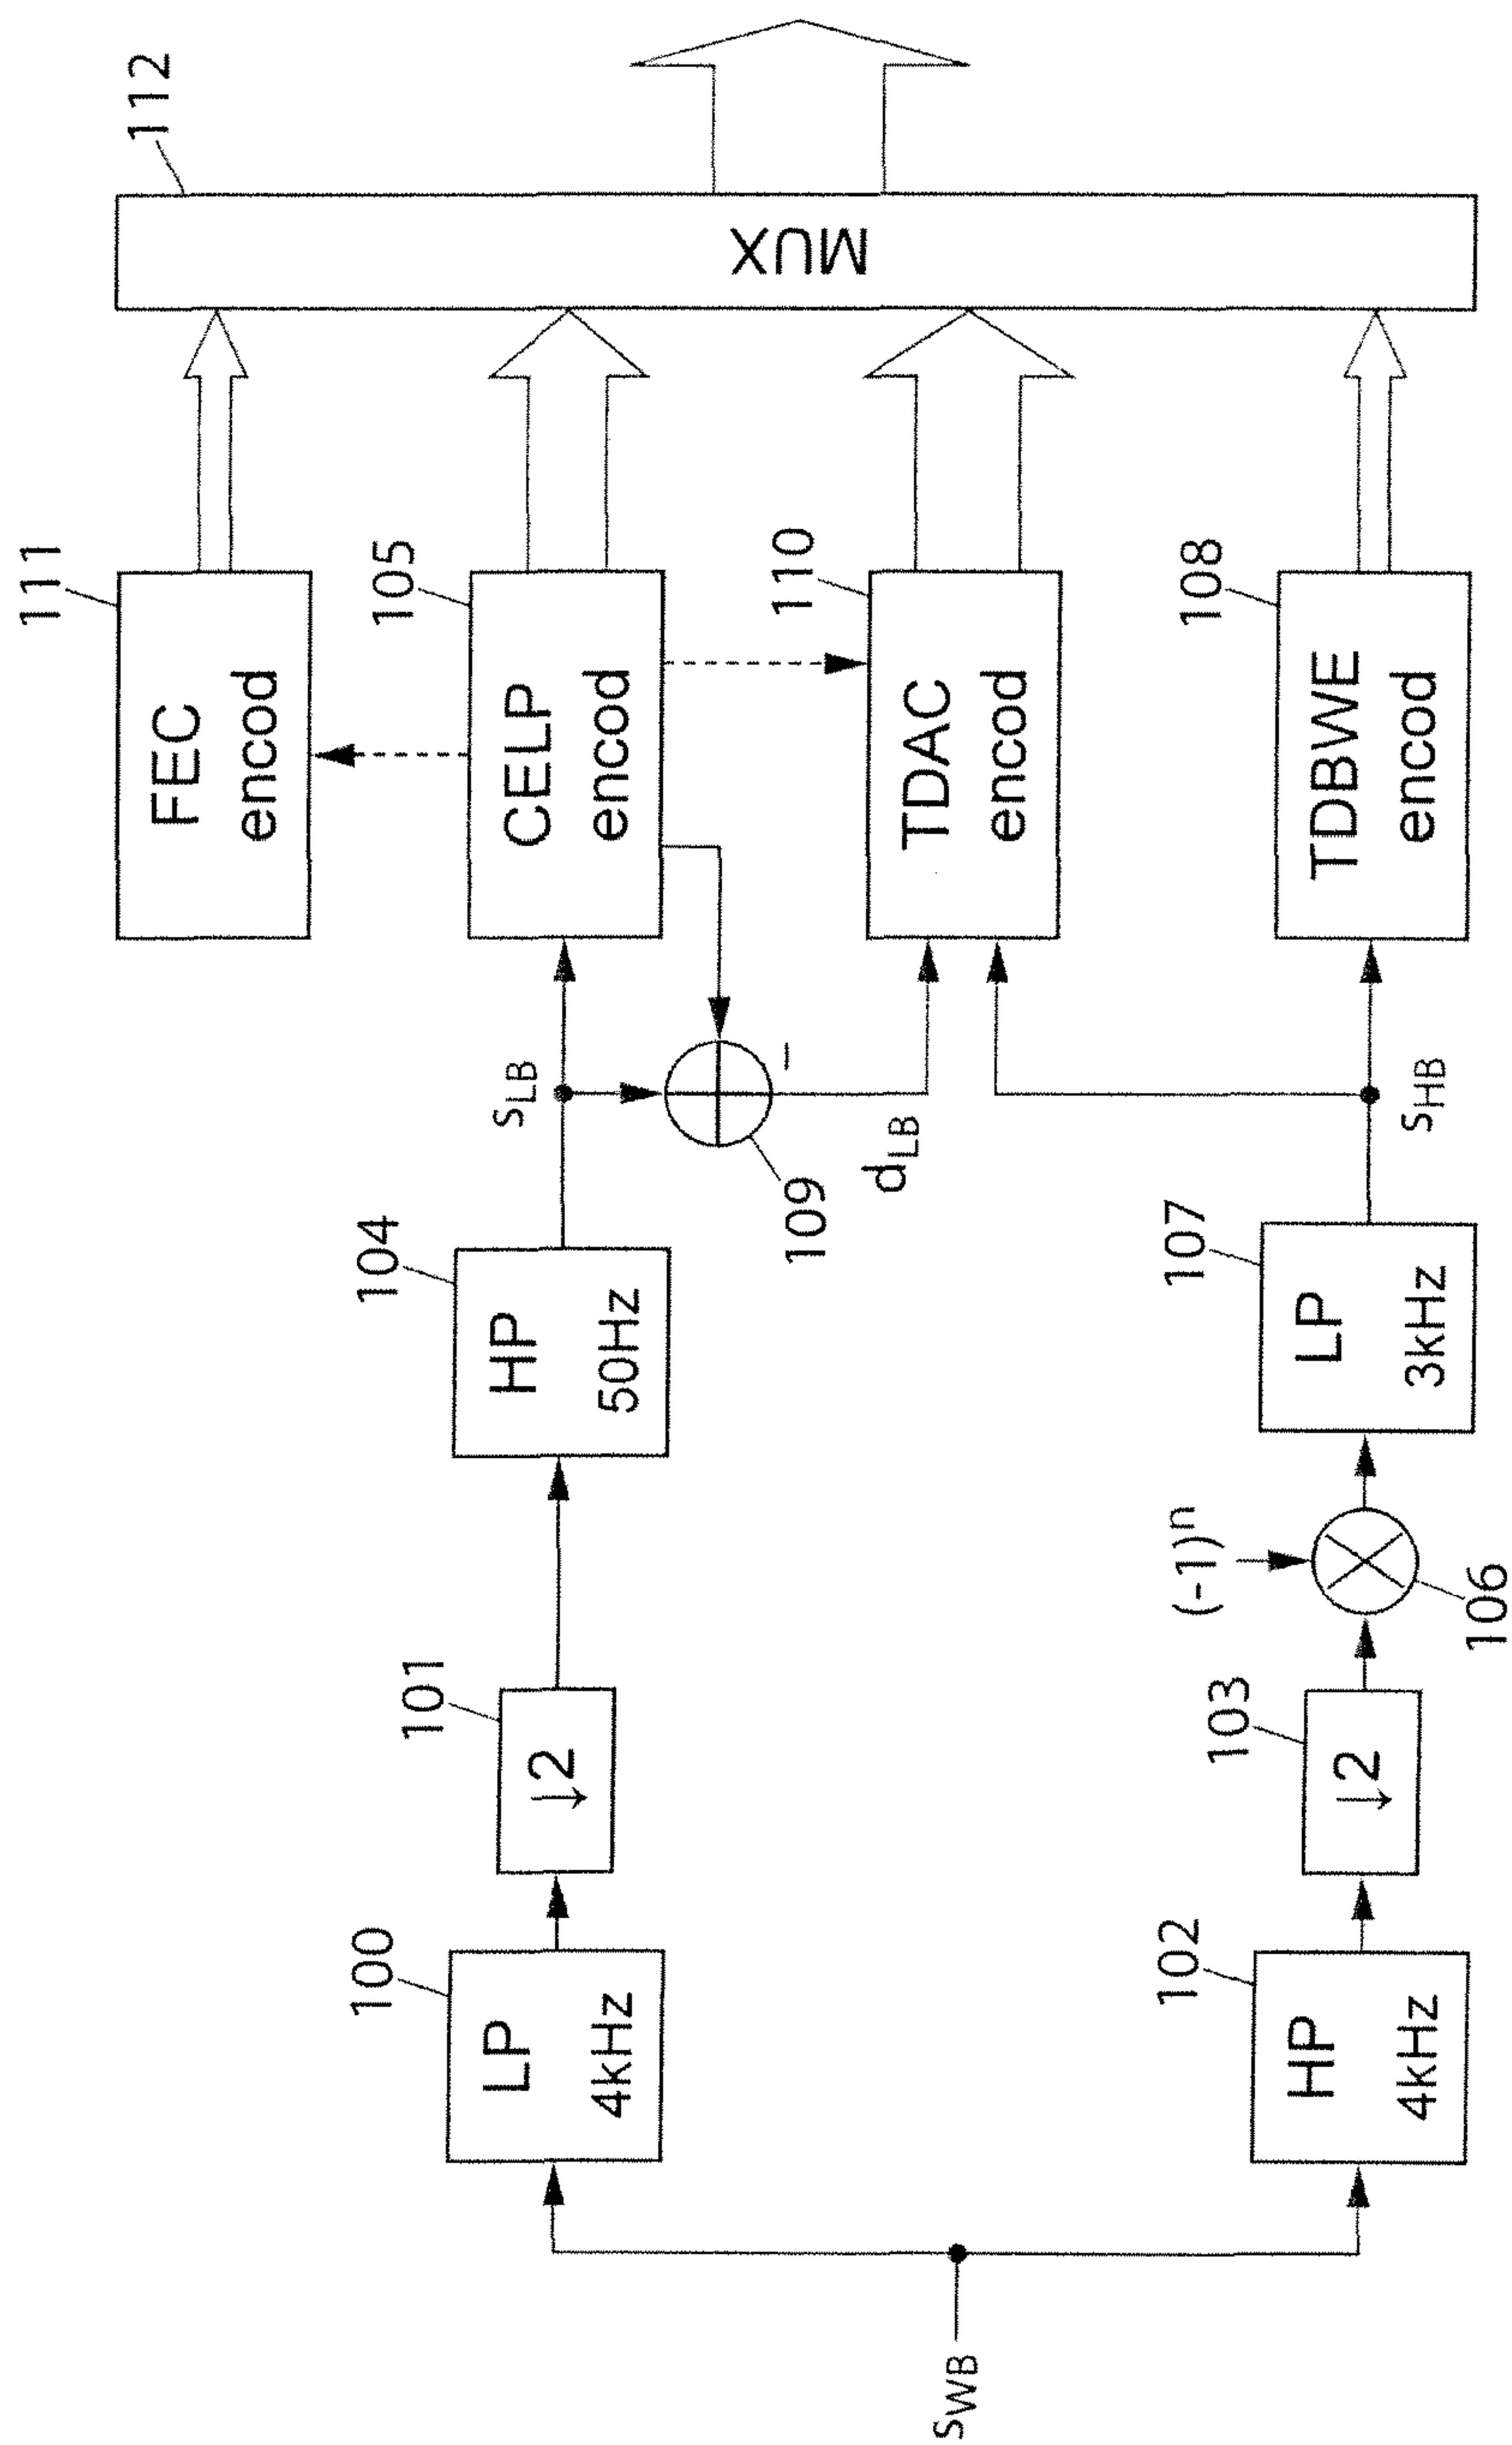 s_WB
100
LP
4kHz
101
↓2
104
HP
50Hz
s_LB
105
CELP
encod
111
FEC
encod
109
–
d_LB
110
TDAC
encod
102
HP
4kHz
103
↓2
(-1)^n
106
107
LP
3kHz
s_HB
108
TDBWE
encod
112
MUX